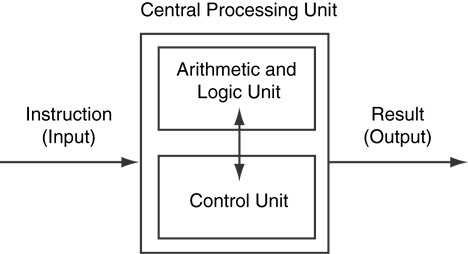 Central Processing Unit
Arithmetic and
Logic Unit
Instruction
(Input)
Result
(Output)
Control Unit